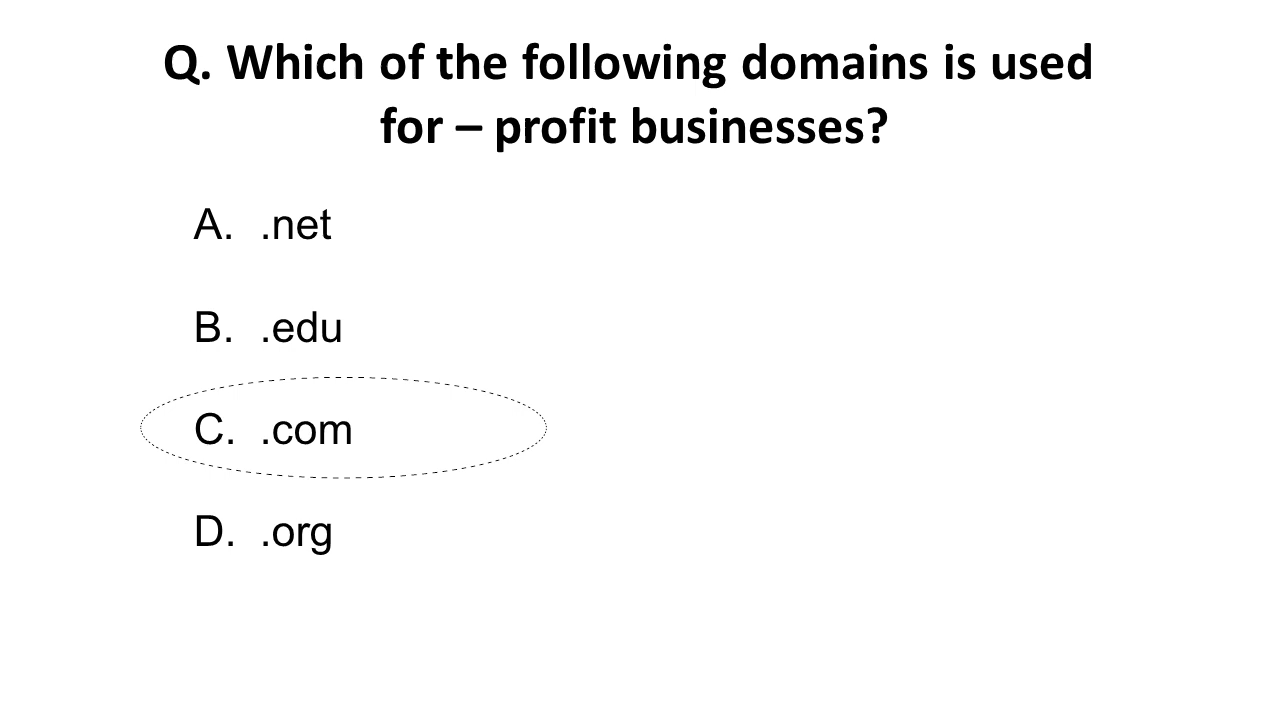 Q. Which of the following domains is used
for – profit businesses?
A. .net
B. .edu
C. .com
D. .org